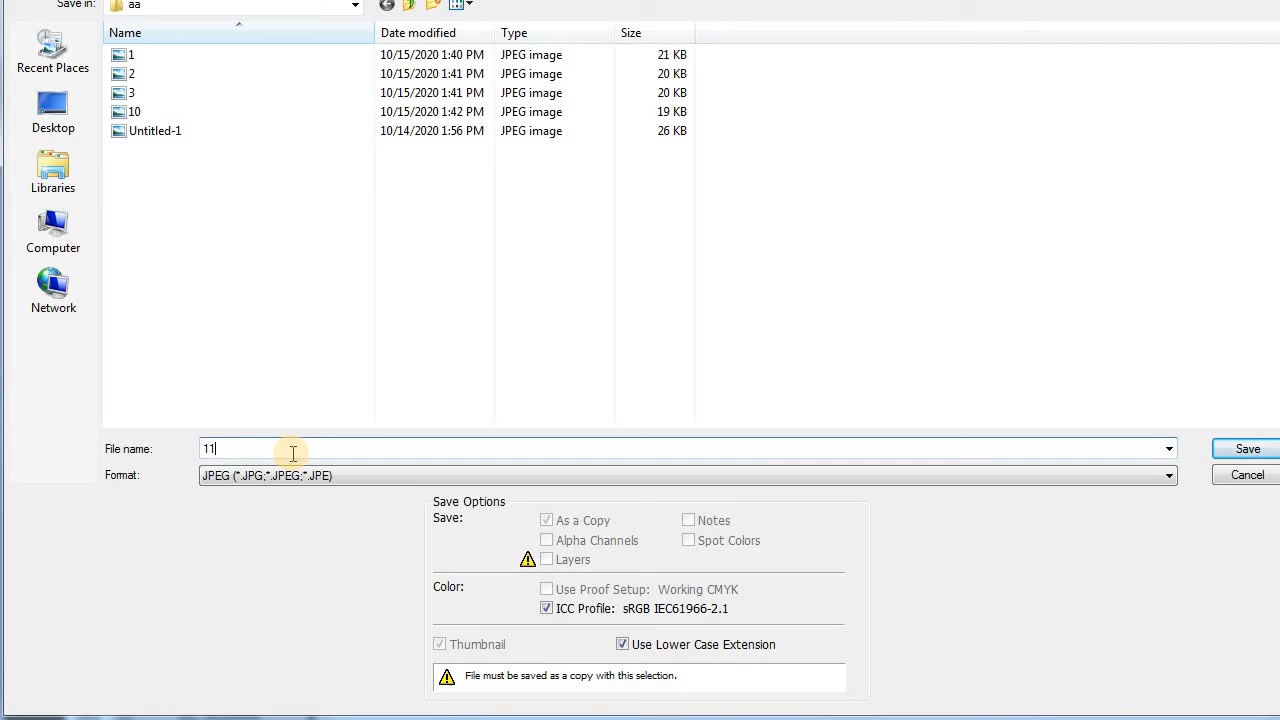 Save in: aa
Name Date modified Type Size
1 10/15/2020 1:40 PM JPEG image 21 KB
2 10/15/2020 1:41 PM JPEG image 20 KB
3 10/15/2020 1:41 PM JPEG image 20 KB
10 10/15/2020 1:42 PM JPEG image 19 KB
Untitled-1 10/14/2020 1:56 PM JPEG image 26 KB
Recent Places
Desktop
Libraries
Computer
Network
File name: 11 Save
Format: JPEG (*.JPG;*.JPEG;*.JPE) Cancel
Save Options
Save: As a Copy Notes
Alpha Channels Spot Colors
Layers
Color: Use Proof Setup: Working CMYK
ICC Profile: sRGB IEC61966-2.1
Thumbnail Use Lower Case Extension
File must be saved as a copy with this selection.